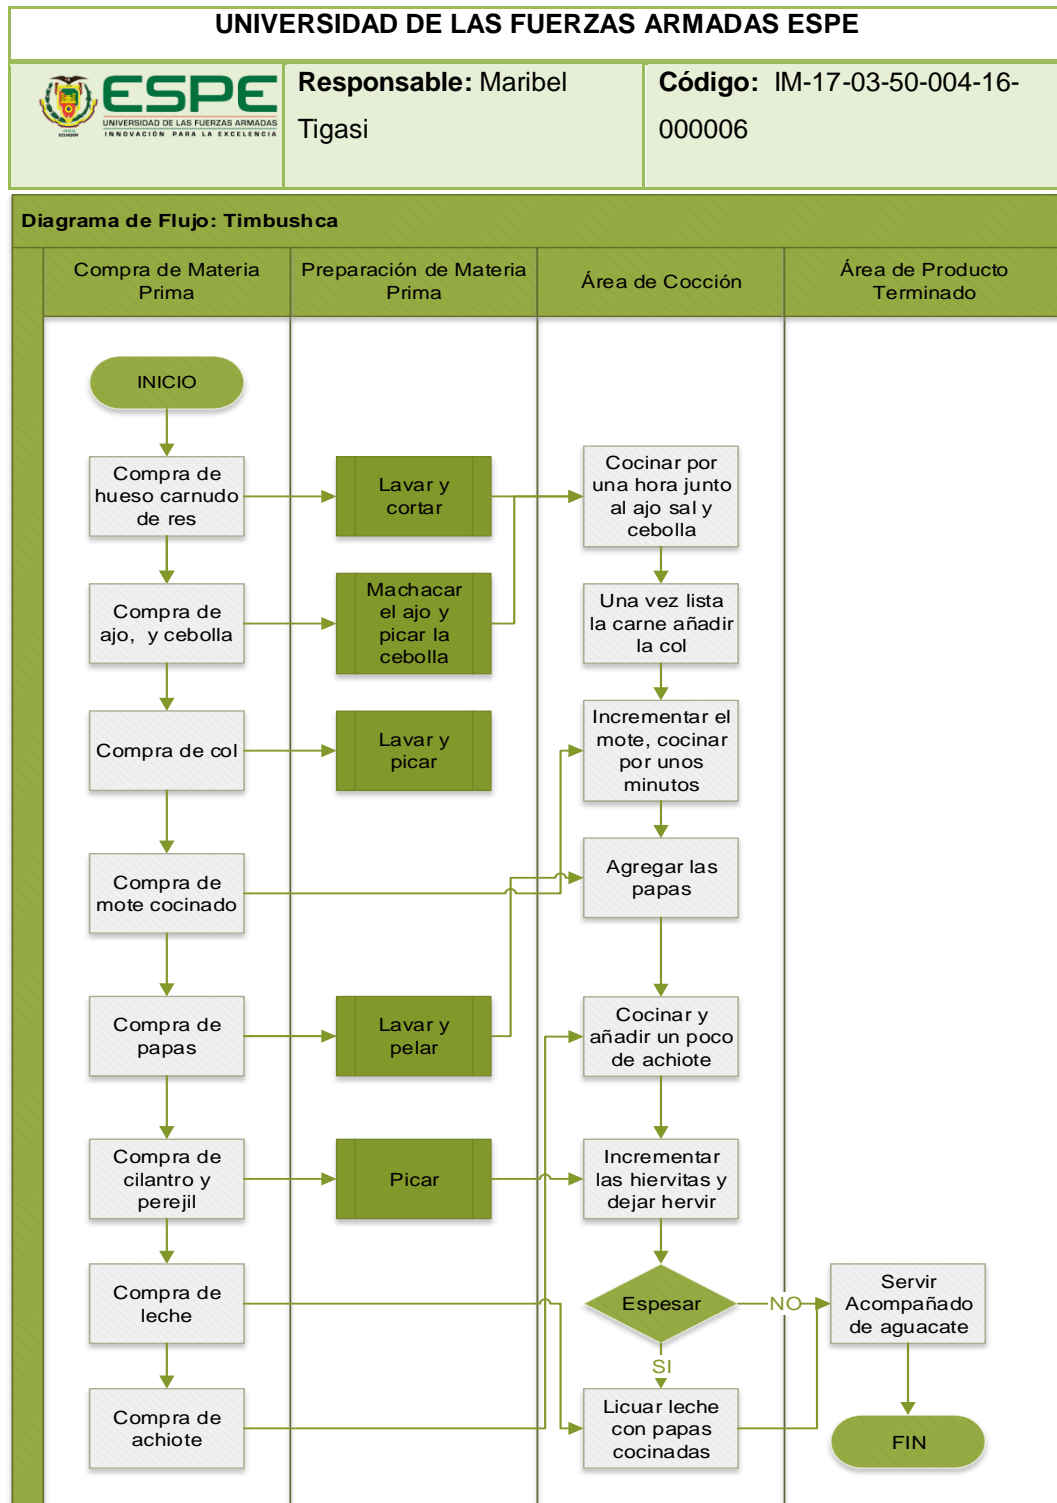 UNIVERSIDAD DE LAS FUERZAS ARMADAS ESPE
ESPE
UNIVERSIDAD DE LAS FUERZAS ARMADAS
INNOVACIÓN PARA LA EXCELENCIA
ECUADOR
Responsable: Maribel
Tigasi
Código: IM-17-03-50-004-16-
000006
Diagrama de Flujo: Timbushca
Compra de Materia
Prima
Preparación de Materia
Prima
Área de Cocción
Área de Producto
Terminado
INICIO
Compra de
hueso carnudo
de res
Lavar y
cortar
Cocinar por
una hora junto
al ajo sal y
cebolla
Compra de
ajo, y cebolla
Machacar
el ajo y
picar la
cebolla
Una vez lista
la carne añadir
la col
Compra de col
Lavar y
picar
Incrementar el
mote, cocinar
por unos
minutos
Compra de
mote cocinado
Agregar las
papas
Compra de
papas
Lavar y
pelar
Cocinar y
añadir un poco
de achiote
Compra de
cilantro y
perejil
Picar
Incrementar
las hiervitas y
dejar hervir
Compra de
leche
Espesar
NO
Servir
Acompañado
de aguacate
SI
Compra de
achiote
Licuar leche
con papas
cocinadas
FIN